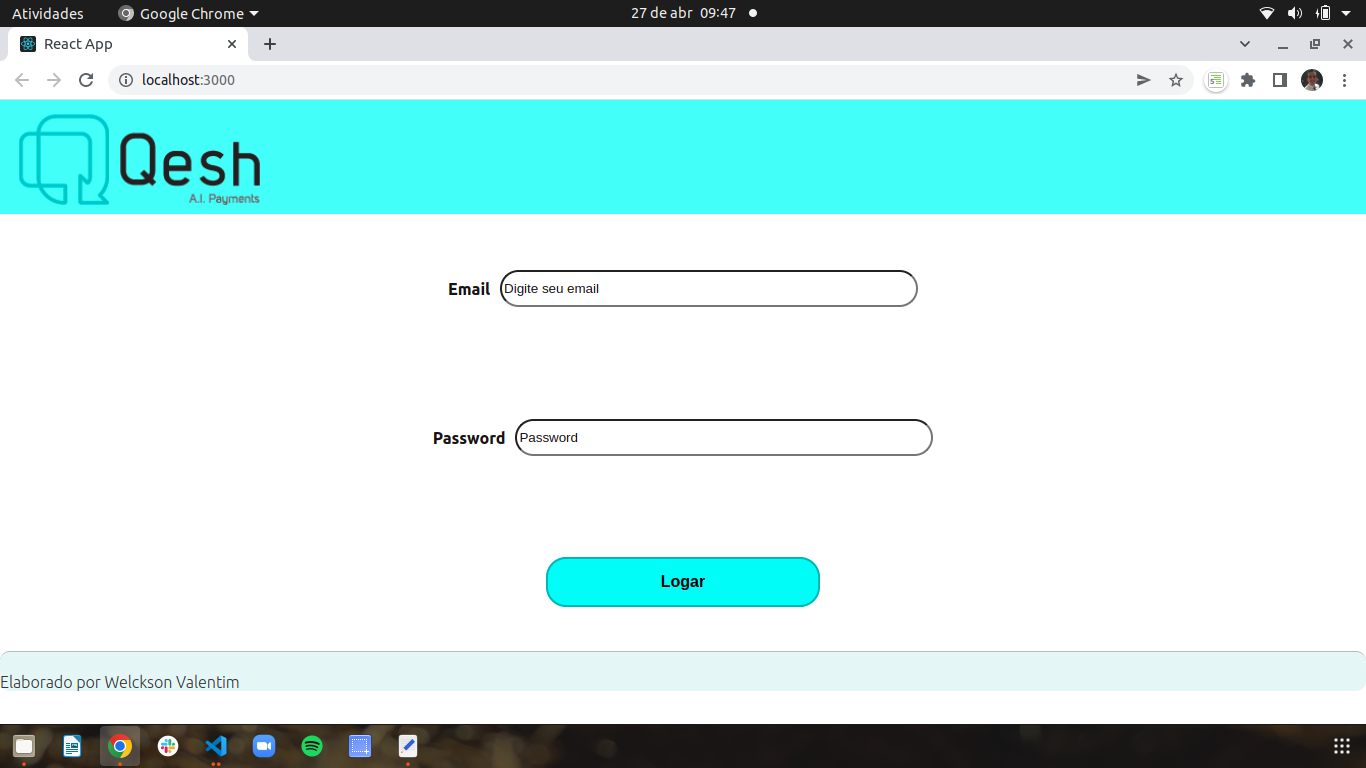 Atividades Google Chrome 27 de abr 09:47
React App
localhost:3000
Qesh
A.I. Payments
Email Digite seu email
Password Password
Logar
Elaborado por Welckson Valentim